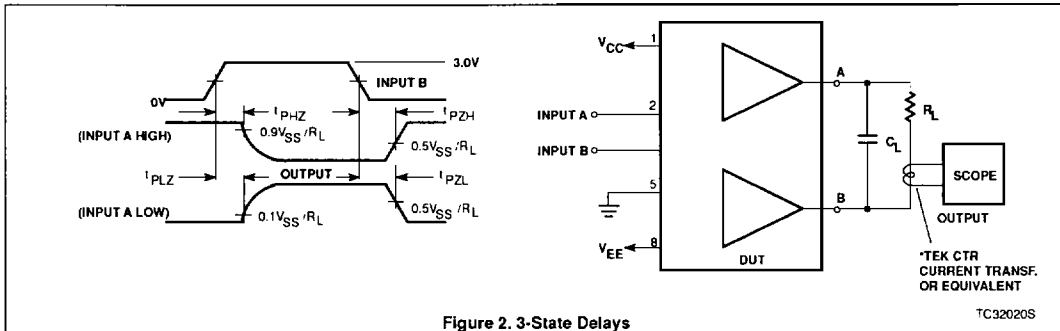 3.0V
INPUT B
0V
tPHZ
tPZH
(INPUT A HIGH)
0.9VSS/RL
0.5VSS/RL
OUTPUT
tPLZ
tPZL
(INPUT A LOW)
0.1VSS/RL
0.5VSS/RL
VCC
1
A
INPUT A
2
RL
INPUT B
CL
SCOPE
5
OUTPUT
B
VEE
8
DUT
*TEK CTR
CURRENT TRANSF.
OR EQUIVALENT
Figure 2. 3-State Delays
TC32020S